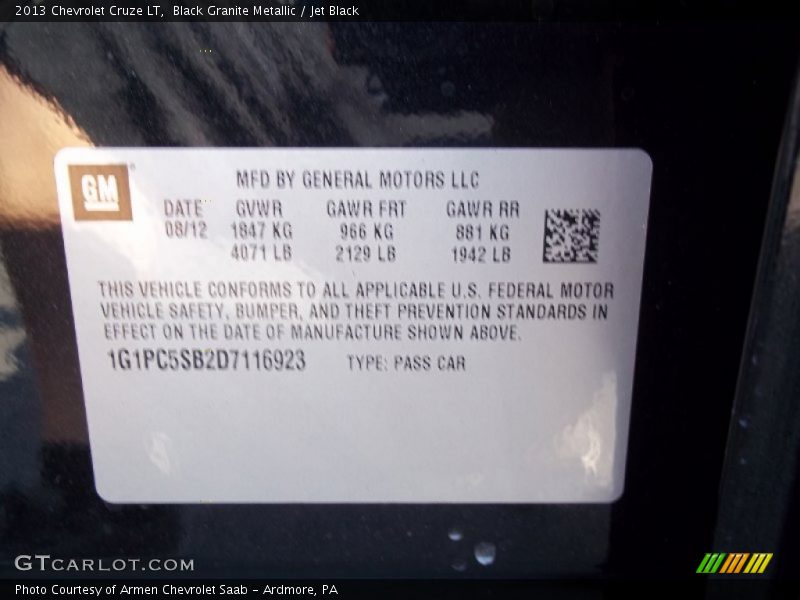 2013 Chevrolet Cruze LT, Black Granite Metallic / Jet Black
GM
MFD BY GENERAL MOTORS LLC
DATE GVWR GAWR FRT GAWR RR
08/12 1847 KG 966 KG 881 KG
4071 LB 2129 LB 1942 LB
THIS VEHICLE CONFORMS TO ALL APPLICABLE U.S. FEDERAL MOTOR
VEHICLE SAFETY, BUMPER, AND THEFT PREVENTION STANDARDS IN
EFFECT ON THE DATE OF MANUFACTURE SHOWN ABOVE.
1G1PC5SB2D7116923 TYPE: PASS CAR
GTCARLOT.COM
Photo Courtesy of Armen Chevrolet Saab - Ardmore, PA